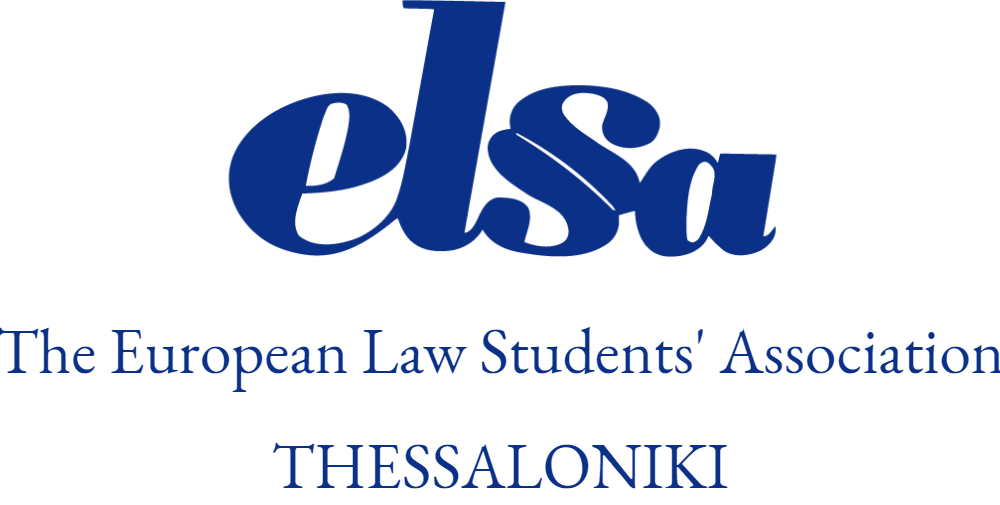 elsa
The European Law Students' Association
THESSALONIKI